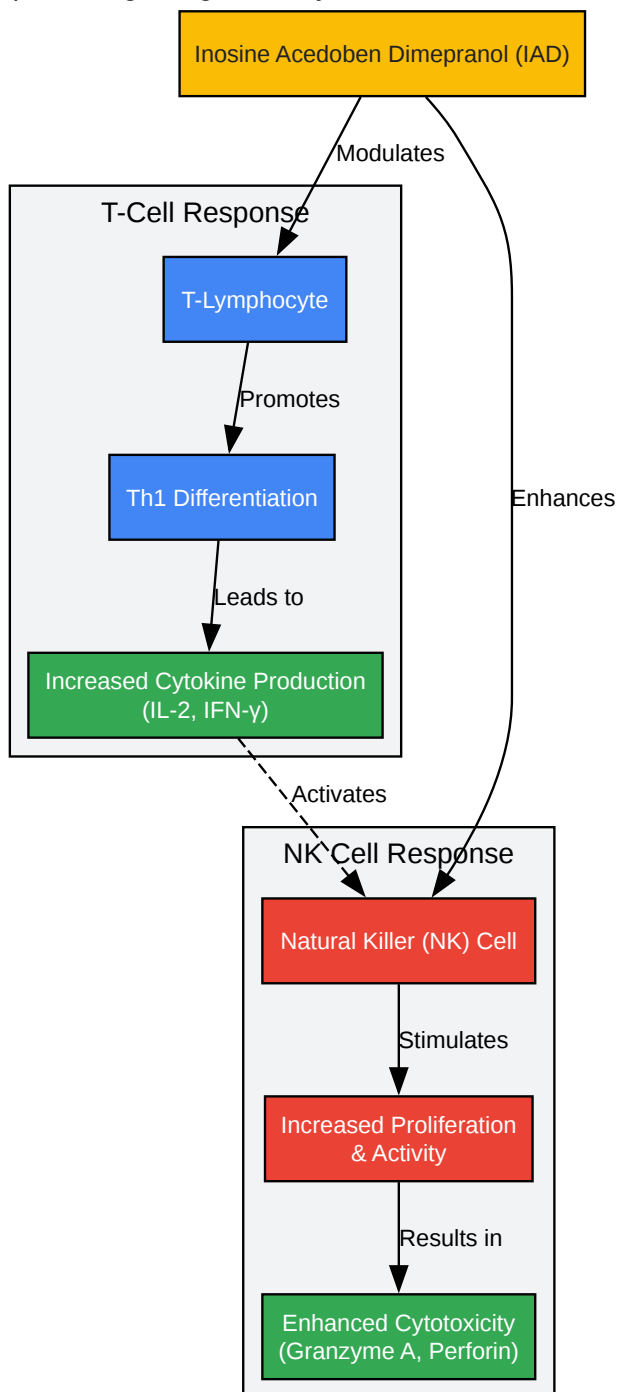 Inosine Acedoben Dimepranol (IAD)
Modulates
T-Cell Response
T-Lymphocyte
Promotes
Th1 Differentiation
Enhances
Leads to
Increased Cytokine Production
(IL-2, IFN-γ)
Activates
NK Cell Response
Natural Killer (NK) Cell
Stimulates
Increased Proliferation
& Activity
Results in
Enhanced Cytotoxicity
(Granzyme A, Perforin)